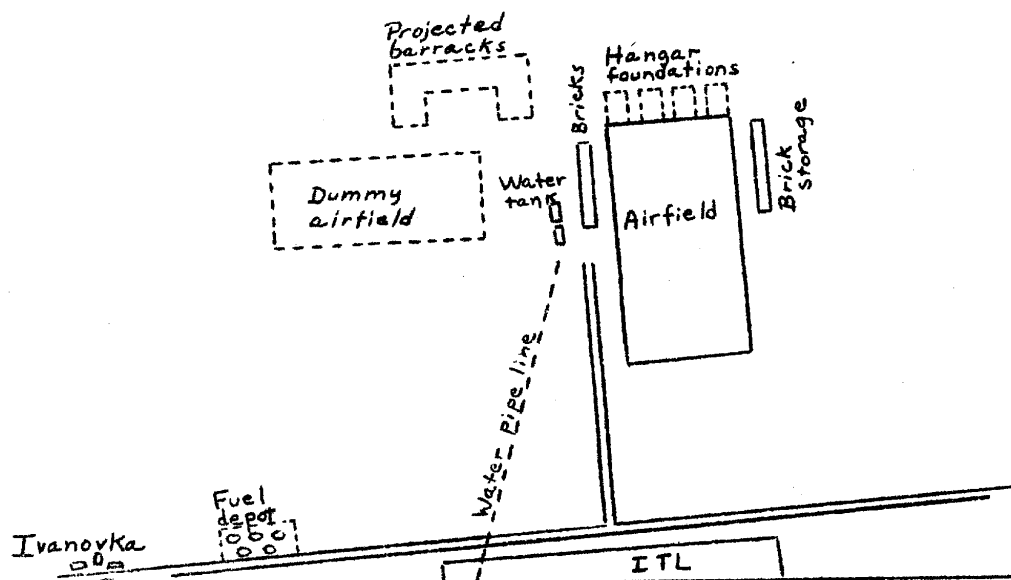 Projected
barracks
Hangar
foundations
Bricks
Brick
storage
Dummy
airfield
Water
tank
Airfield
Water Pipe line
Fuel
depot
Ivanovka
ITL